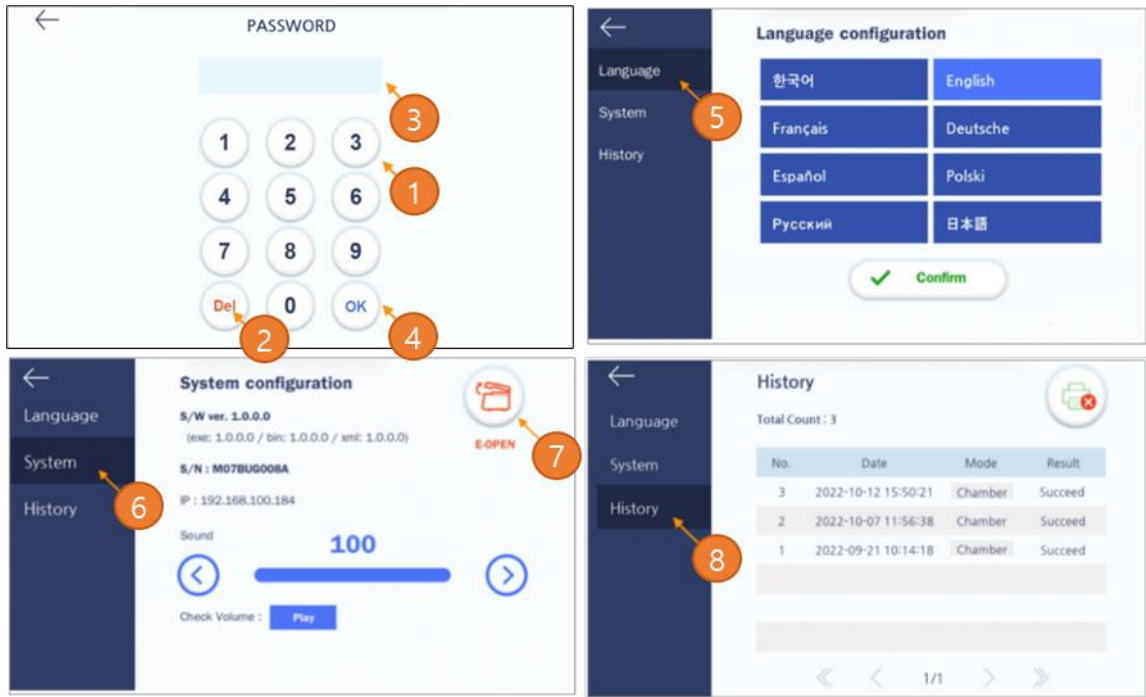 PASSWORD
3
1 2 3
1
4 5 6
7 8 9
Del 0 OK
2
4
Language configuration
Language
System
History
5
한국어 English
Français Deutsche
Español Polski
Русский 日本語
Confirm
Language
System
History
6
System configuration
S/W ver. 1.0.0.0
(exe: 1.0.0.0 / bin: 1.0.0.0 / xml: 1.0.0.0)
S/N : M07BUG008A
IP : 192.168.100.184
E-OPEN
7
Sound
100
Check Volume : Play
Language
System
History
8
History
Total Count : 3
No. Date Mode Result
3 2022-10-12 15:50:21 Chamber Succeed
2 2022-10-07 11:56:38 Chamber Succeed
1 2022-09-21 10:14:18 Chamber Succeed
1/1